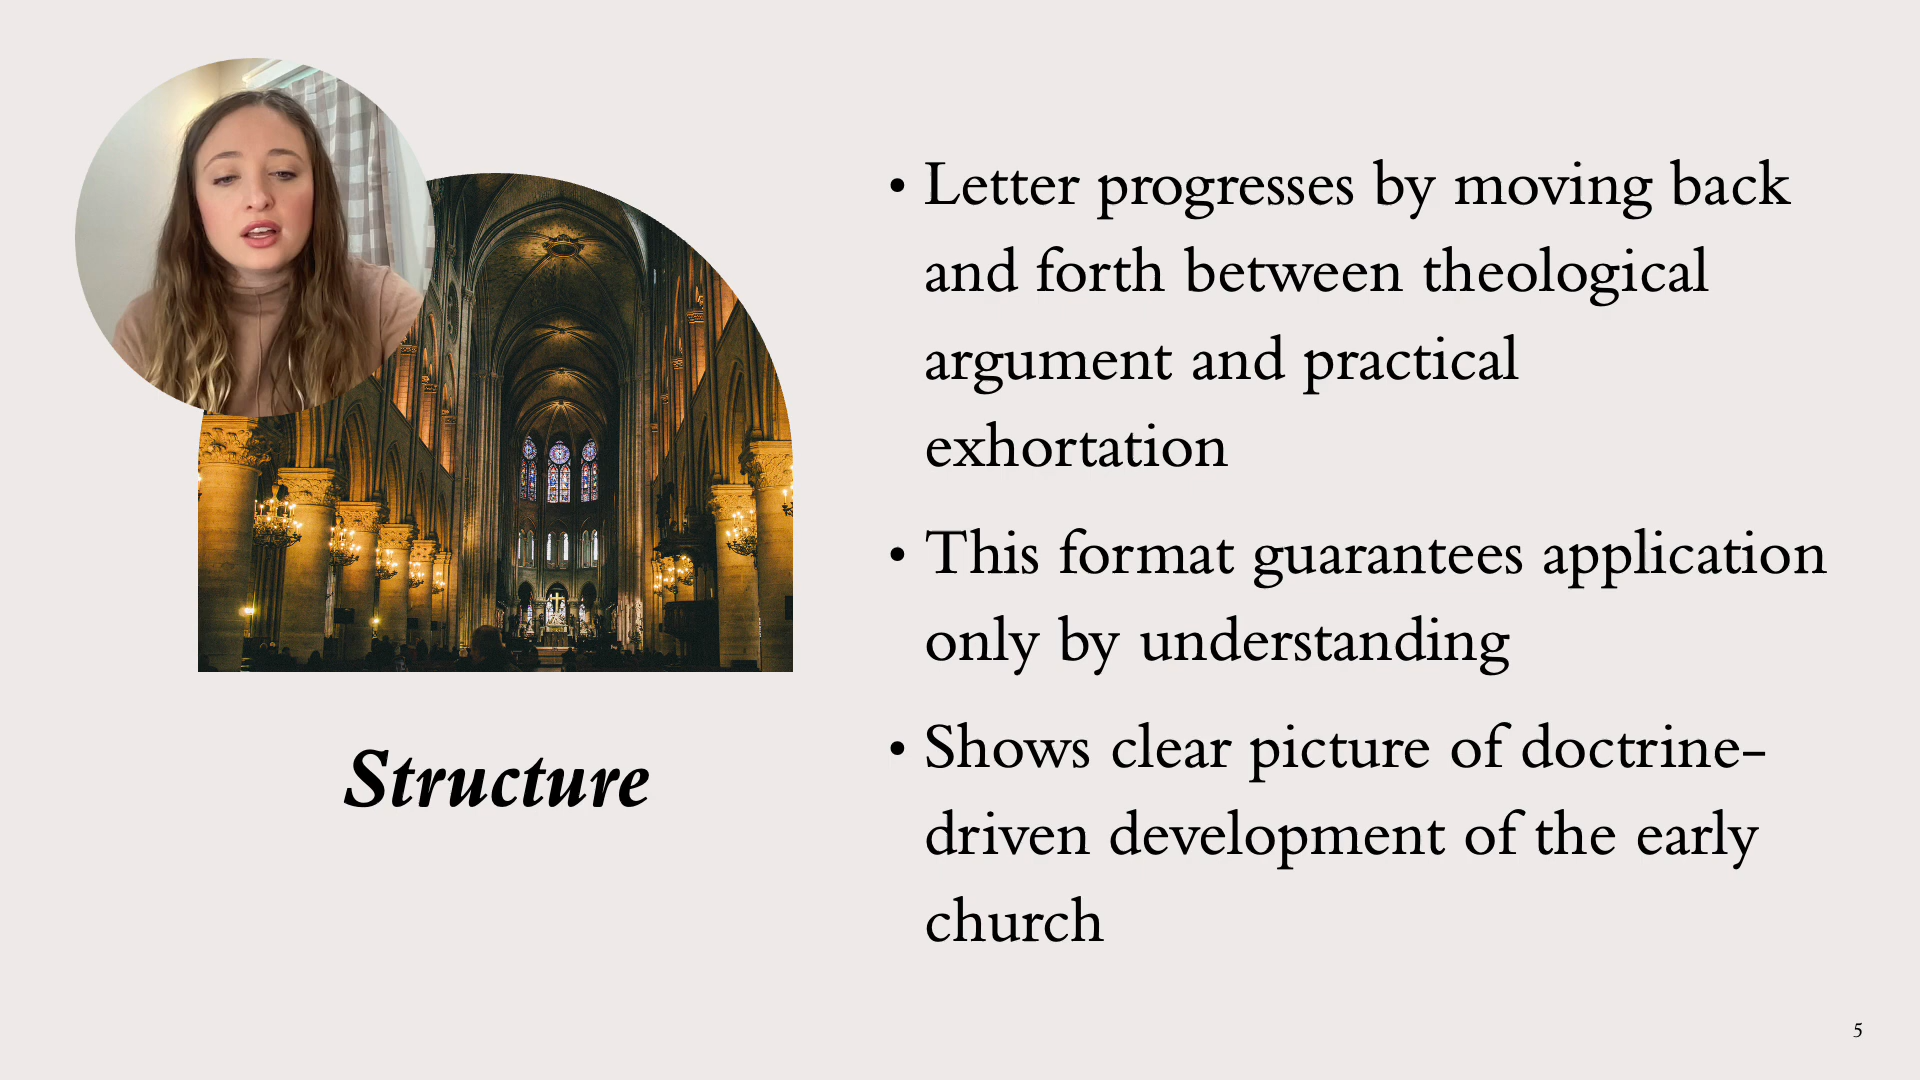 Structure
• Letter progresses by moving back
and forth between theological
argument and practical
exhortation
• This format guarantees application
only by understanding
• Shows clear picture of doctrine-
driven development of the early
church
5